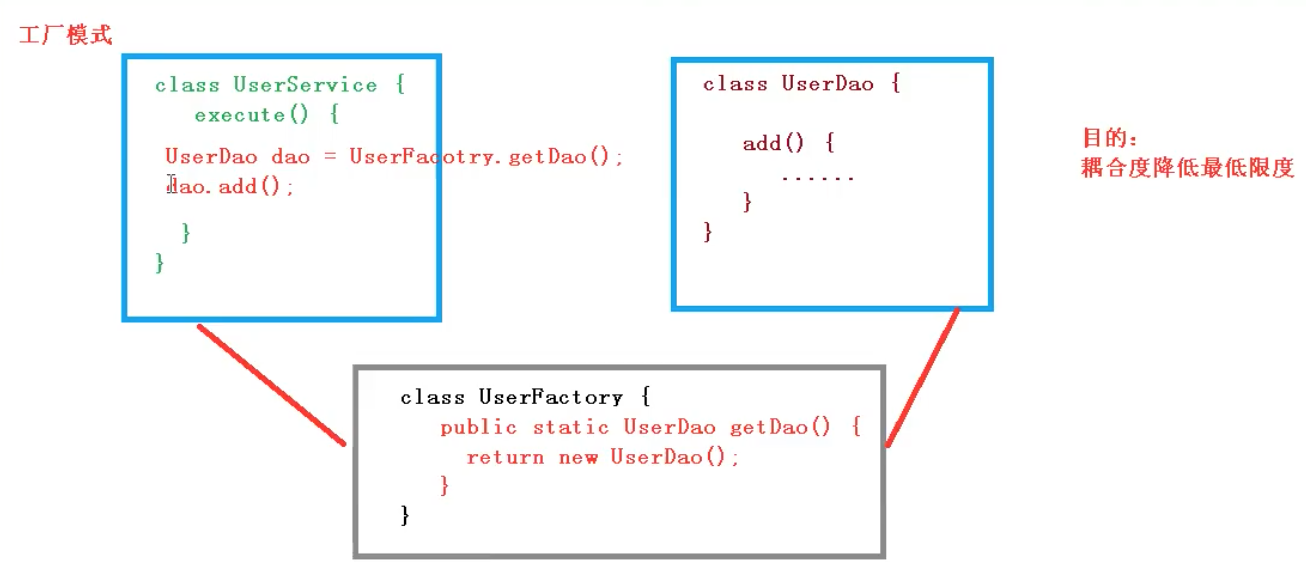 工厂模式
class UserService {
execute() {
UserDao dao = UserFacotry.getDao();
dao.add();
}
}
class UserDao {
add() {
......
}
}
目的:
耦合度降低最低限度
class UserFactory {
public static UserDao getDao() {
return new UserDao();
}
}